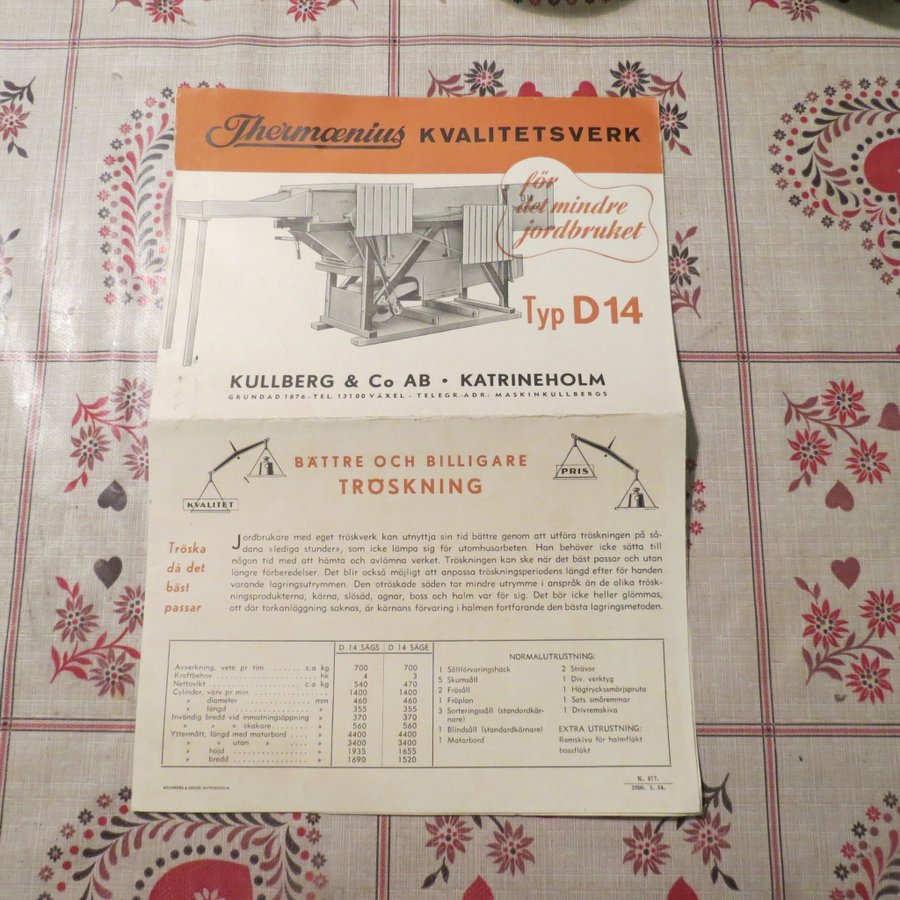 Thermænius KVALITETSVERK
för
det mindre
jordbruket
Typ D 14
KULLBERG & Co AB • KATRINEHOLM
GRUNDAD 1876 - TEL. 13100 VÄXEL - TELEGR.-ADR.: MASKINKULLBERGS
KVALITET
BÄTTRE OCH BILLIGARE
TRÖSKNING
PRIS
Tröska
då det
bäst
passar
Jordbrukare med eget tröskverk kan utnyttja sin tid bättre genom att utföra tröskningen på så-
dana »lediga stunder», som icke lämpa sig för utomhusarbeten. Han behöver icke sätta till
någon tid med att hämta och avlämna verket. Tröskningen kan ske när det bäst passar och utan
längre förberedelser. Det blir också möjligt att anpassa tröskningsperiodens längd efter för handen
varande lagringsutrymmen. Den otröskade säden tar mindre utrymme i anspråk än de olika trösk-
ningsprodukterna; kärna, slösäd, agnar, boss och halm var för sig. Det bör icke heller glömmas,
att där torkanläggning saknas, är kärnans förvaring i halmen fortfarande den bästa lagringsmetoden.
D 14 SÄGS D 14 SÄGE
Avverkning, vete pr tim. ....... c:a kg 700 700
Kraftbehov ....... hk 4 3
Nettovikt ....... c:a kg 540 470
Cylinder, varv pr min. ....... 1400 1400
» diameter ....... mm 460 460
» längd ....... » 355 355
Invändig bredd vid inmatningsöppning » 370 370
» » » skakare ....... » 560 560
Yttermått, längd med matarbord .... » 4400 4400
» » utan » .... » 3400 3400
» höjd ....... » 1935 1655
» bredd ....... » 1690 1520
NORMALUTRUSTNING:
1 Sållförvaringshäck
5 Skumsåll
2 Frösåll
1 Fröplan
3 Sorteringssåll (standardkör-
nare)
1 Blindsåll (standardkörnare)
1 Matarbord
2 Strävor
1 Div. verktyg
1 Högtryckssmörjspruta
1 Sats småremmar
1 Drivremskiva
EXTRA UTRUSTNING:
Remskiva för halmfläkt
bossfläkt
K. 877.
2000. 3. 54.